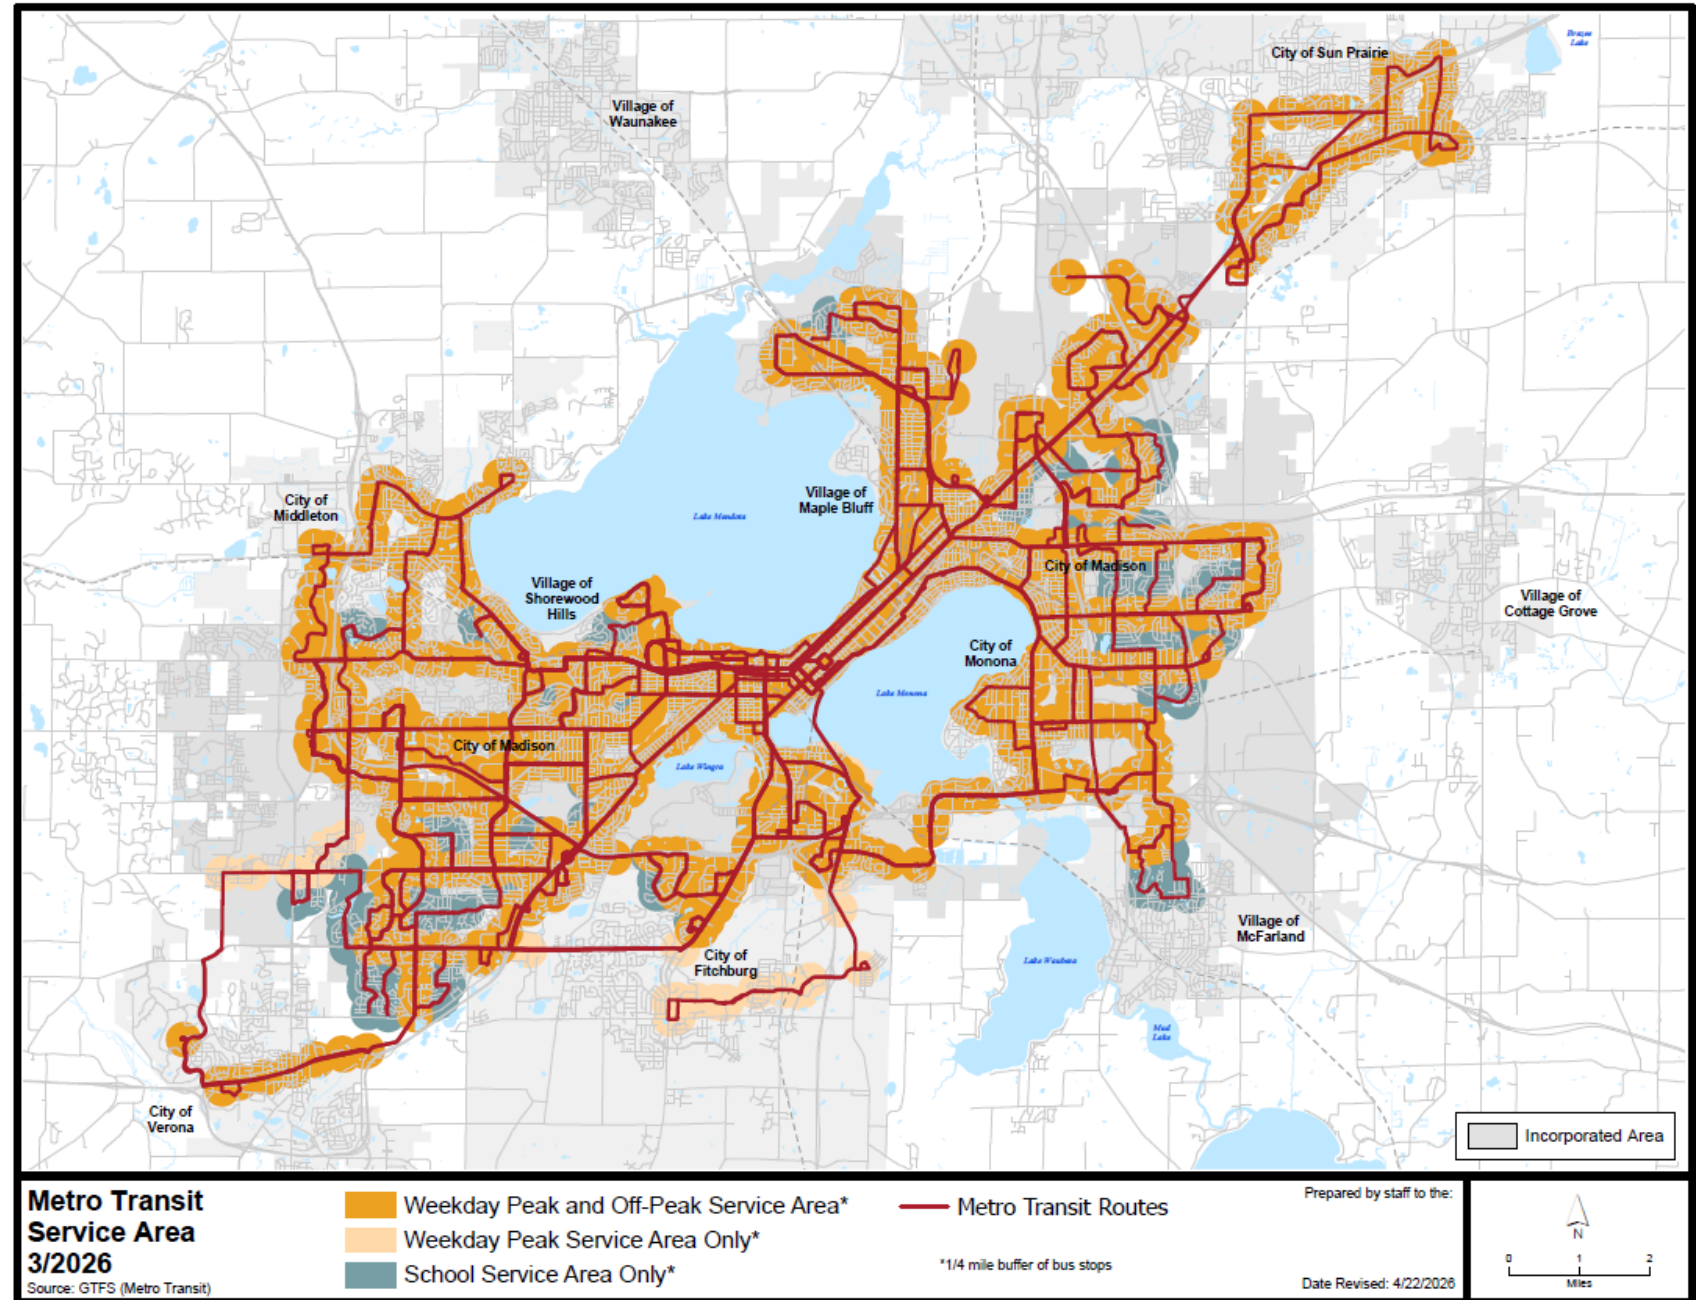 City of Sun Prairie
Brazee
Lake
Village of
Waunakee
City of
Middleton
Village of
Maple Bluff
Lake Mendota
City of Madison
Village of
Shorewood
Hills
Village of
Cottage Grove
City of
Monona
Lake Monona
City of Madison
Lake Wingra
Village of
McFarland
City of
Fitchburg
Lake Waubesa
Mud
Lake
City of
Verona
Incorporated Area
Metro Transit
Service Area
3/2026
Source: GTFS (Metro Transit)
Weekday Peak and Off-Peak Service Area*
Weekday Peak Service Area Only*
School Service Area Only*
Metro Transit Routes
*1/4 mile buffer of bus stops
Prepared by staff to the:
Date Revised: 4/22/2026
N
0 1 2
Miles